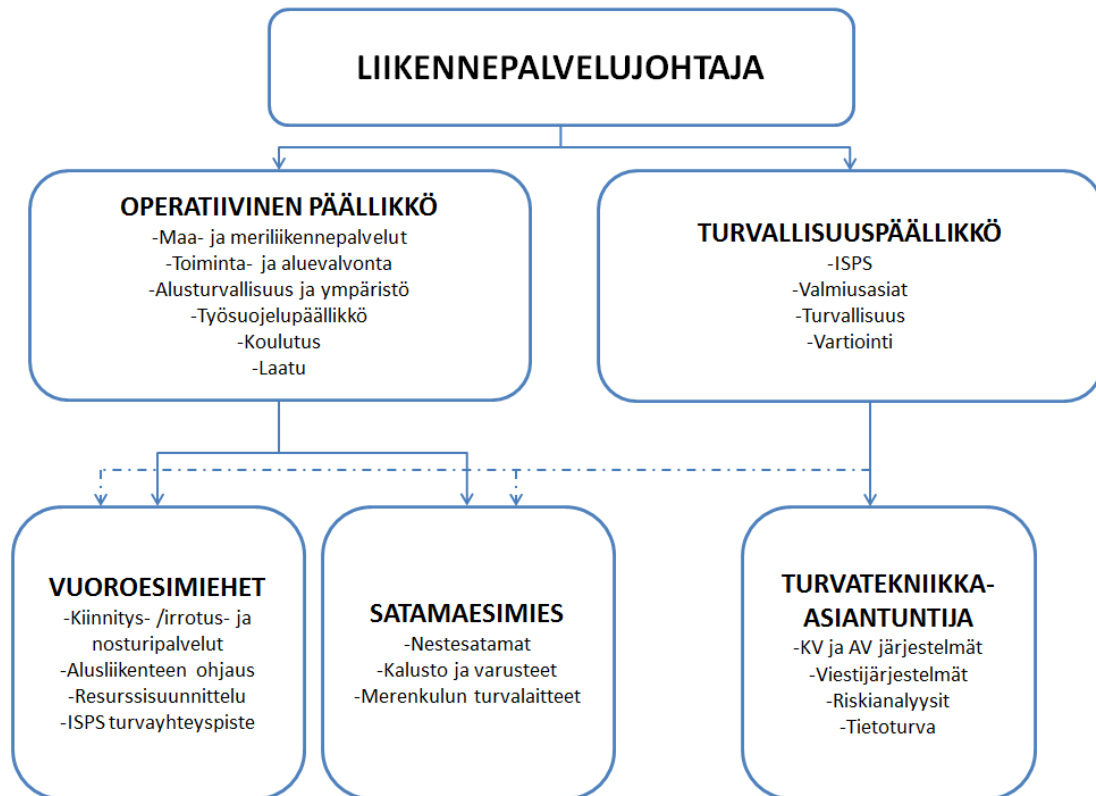 LIIKENNEPALVELUJOHTAJA
OPERATIIVINEN PÄÄLLIKKÖ
-Maa- ja meriliikennepalvelut
-Toiminta- ja aluevalvonta
-Alusturvallisuus ja ympäristö
-Työsuojelupäällikkö
-Koulutus
-Laatu
TURVALLISUUSPÄÄLLIKKÖ
-ISPS
-Valmiusasiat
-Turvallisuus
-Vartiointi
VUOROESIMIEHET
-Kiinnitys- /irrotus- ja
nosturipalvelut
-Alusliikenteen ohjaus
-Resurssisuunnittelu
-ISPS turvayhteyspiste
SATAMAESIMIES
-Nestesatamat
-Kalusto ja varusteet
-Merenkulun turvalaitteet
TURVATEKNIIKKA-
ASIANTUNTIJA
-KV ja AV järjestelmät
-Viestijärjestelmät
-Riskianalyysit
-Tietoturva